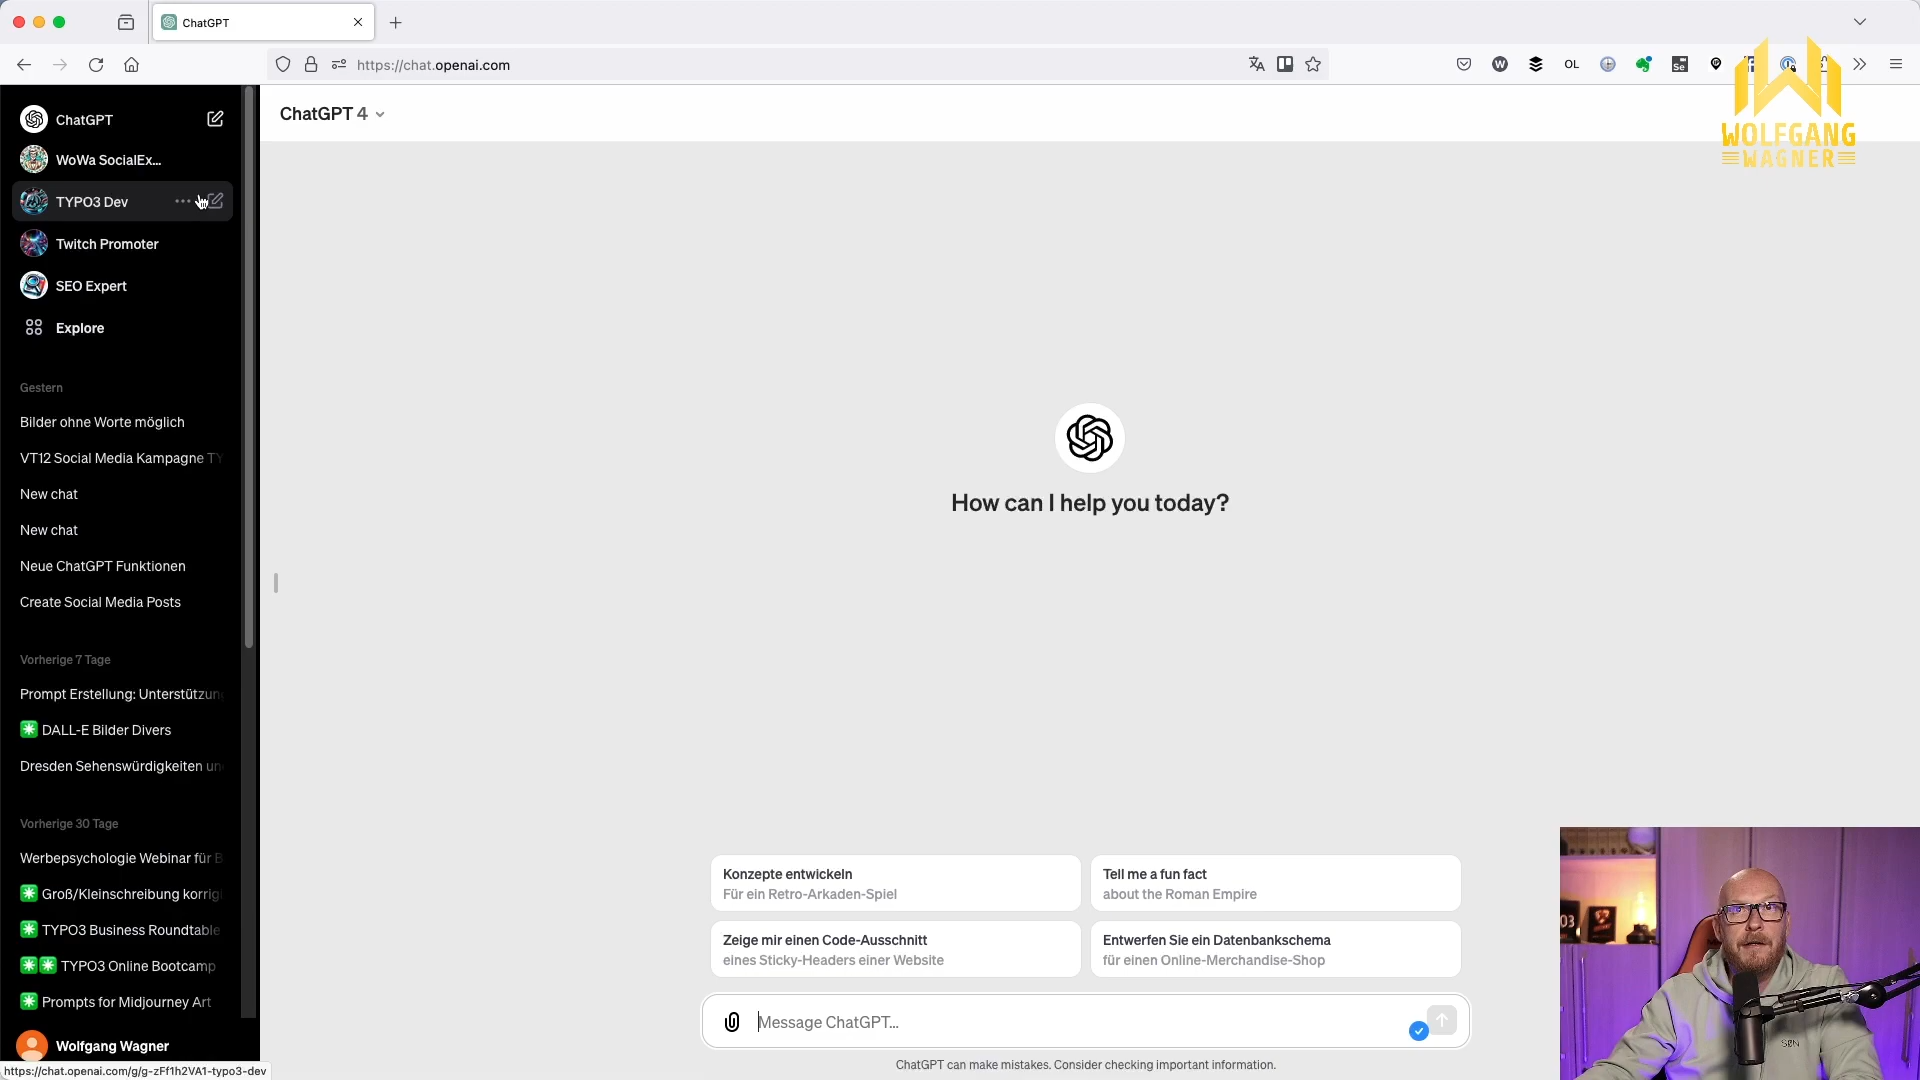 ChatGPT
https://chat.openai.com
OL
Se
WOLFGANG
WAGNER
ChatGPT
WoWa SocialEx...
TYPO3 Dev
Twitch Promoter
SEO Expert
Explore
Gestern
Bilder ohne Worte möglich
VT12 Social Media Kampagne TY
New chat
New chat
Neue ChatGPT Funktionen
Create Social Media Posts
Vorherige 7 Tage
Prompt Erstellung: Unterstützun
DALL-E Bilder Divers
Dresden Sehenswürdigkeiten un
Vorherige 30 Tage
Werbepsychologie Webinar für B
Groß/Kleinschreibung korrig
TYPO3 Business Roundtable
TYPO3 Online Bootcamp
Prompts for Midjourney Art
Wolfgang Wagner
https://chat.openai.com/g/g-zFf1h2VA1-typo3-dev
ChatGPT 4
How can I help you today?
Konzepte entwickeln
Für ein Retro-Arkaden-Spiel
Tell me a fun fact
about the Roman Empire
Zeige mir einen Code-Ausschnitt
eines Sticky-Headers einer Website
Entwerfen Sie ein Datenbankschema
für einen Online-Merchandise-Shop
Message ChatGPT...
ChatGPT can make mistakes. Consider checking important information.